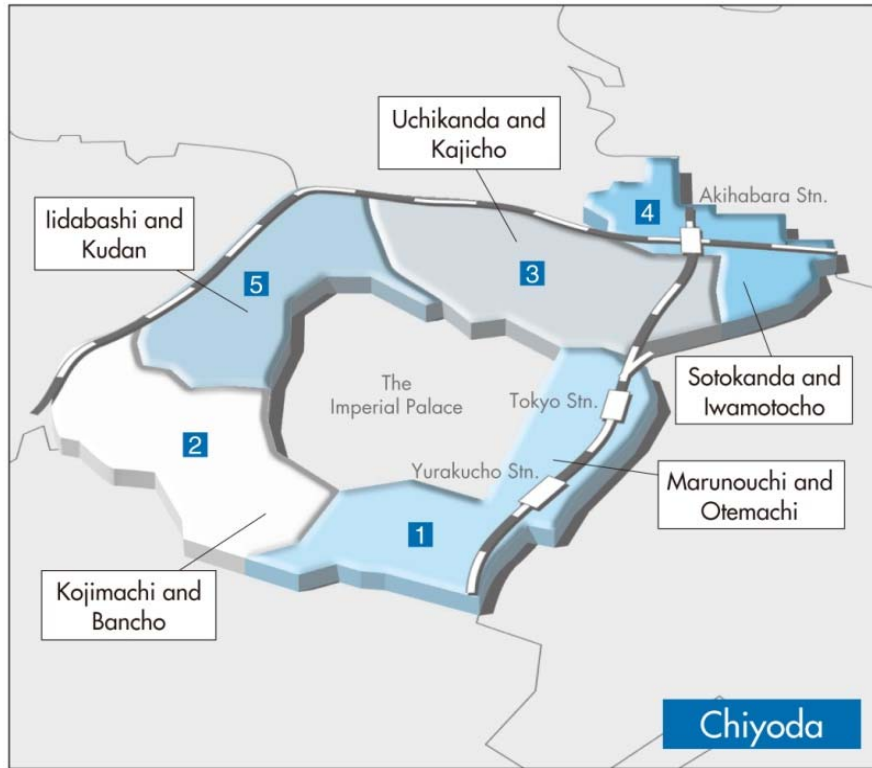 Uchikanda and
Kajicho
Akihabara Stn.
4
Iidabashi and
Kudan
3
5
The
Imperial Palace
Tokyo Stn.
Sotokanda and
Iwamotocho
2
Yurakucho Stn.
Marunouchi and
Otemachi
1
Kojimachi and
Bancho
Chiyoda